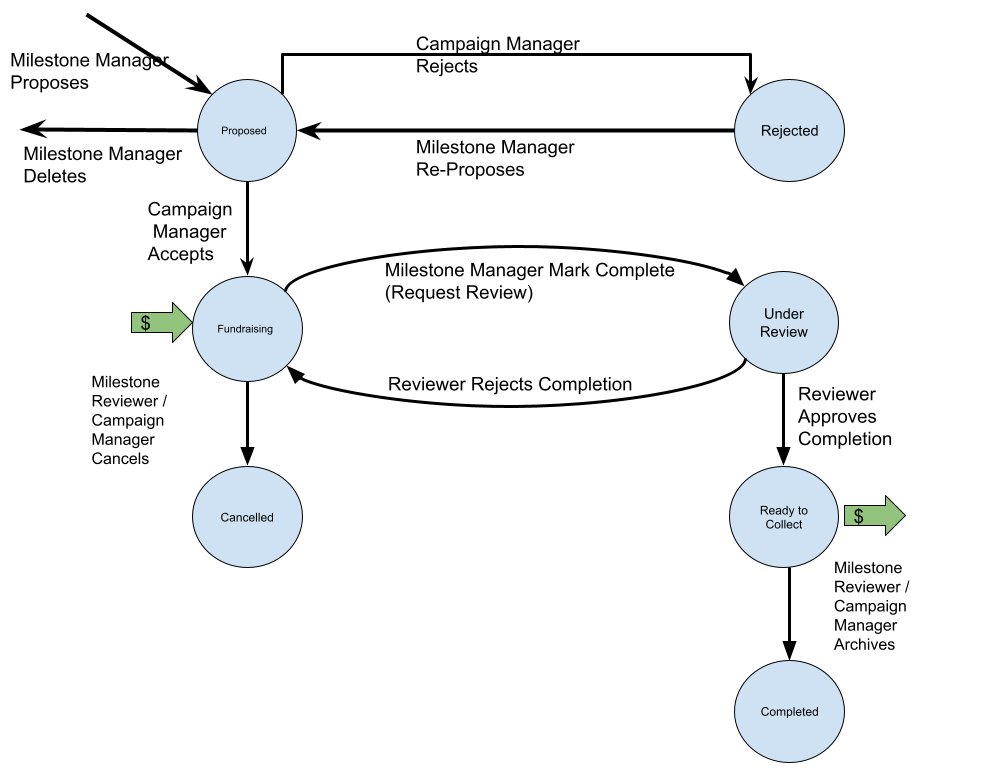 Campaign Manager
Rejects
Milestone Manager
Proposes
Proposed
Rejected
Milestone Manager
Deletes
Milestone Manager
Re-Proposes
Campaign
Manager
Accepts
Milestone Manager Mark Complete
(Request Review)
$
Fundraising
Under
Review
Reviewer Rejects Completion
Milestone
Reviewer /
Campaign
Manager
Cancels
Reviewer
Approves
Completion
Cancelled
Ready to
Collect
$
Milestone
Reviewer /
Campaign
Manager
Archives
Completed